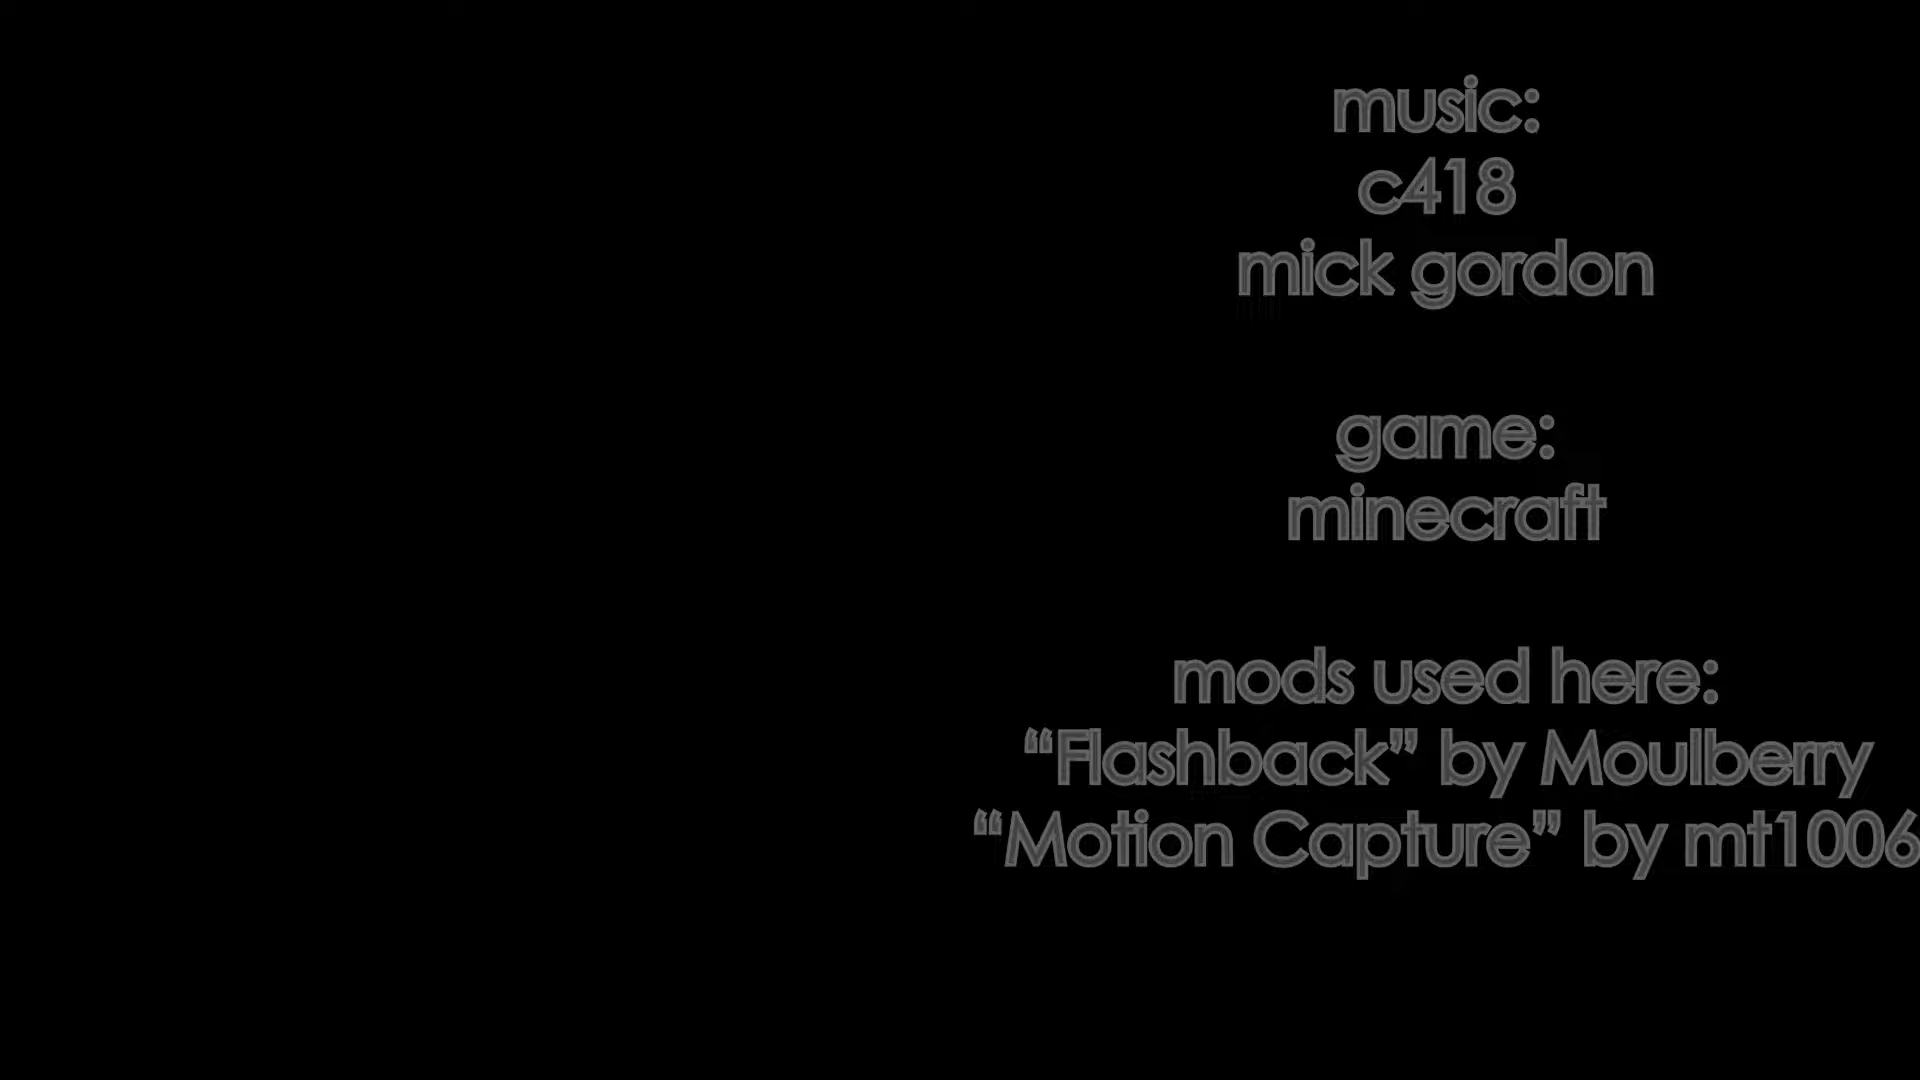 music:
c418
mick gordon
game:
minecraft
mods used here:
“Flashback” by Moulberry
“Motion Capture” by mt1006